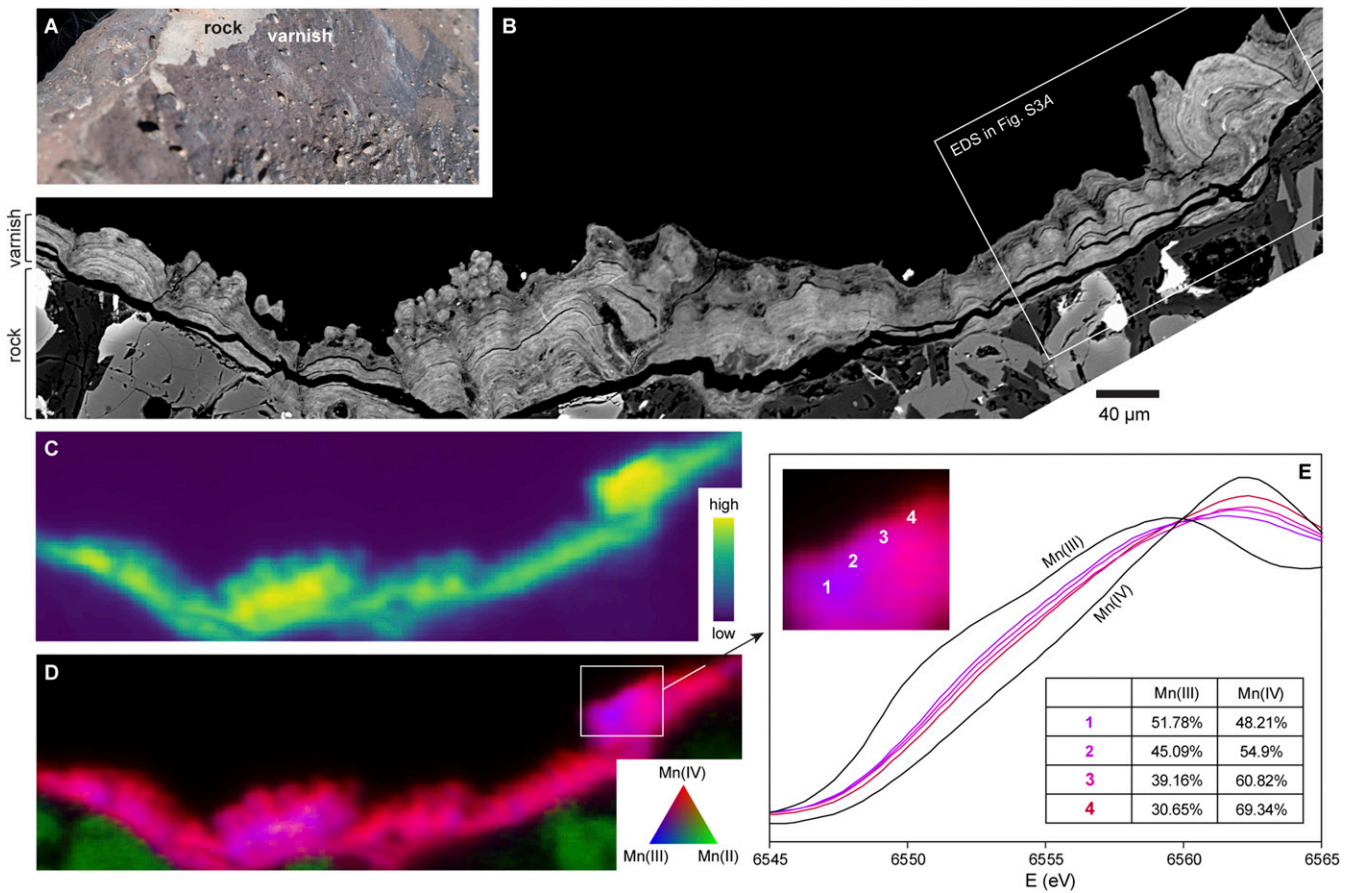 A
rock
varnish
B
EDS in Fig. S3A
varnish
rock
40 µm
C
high
low
D
Mn(IV)
Mn(III) Mn(II)
E
1
2
3
4
Mn(III)
Mn(IV)
Mn(III) Mn(IV)
1 51.78% 48.21%
2 45.09% 54.9%
3 39.16% 60.82%
4 30.65% 69.34%
6545 6550 6555 6560 6565
E (eV)